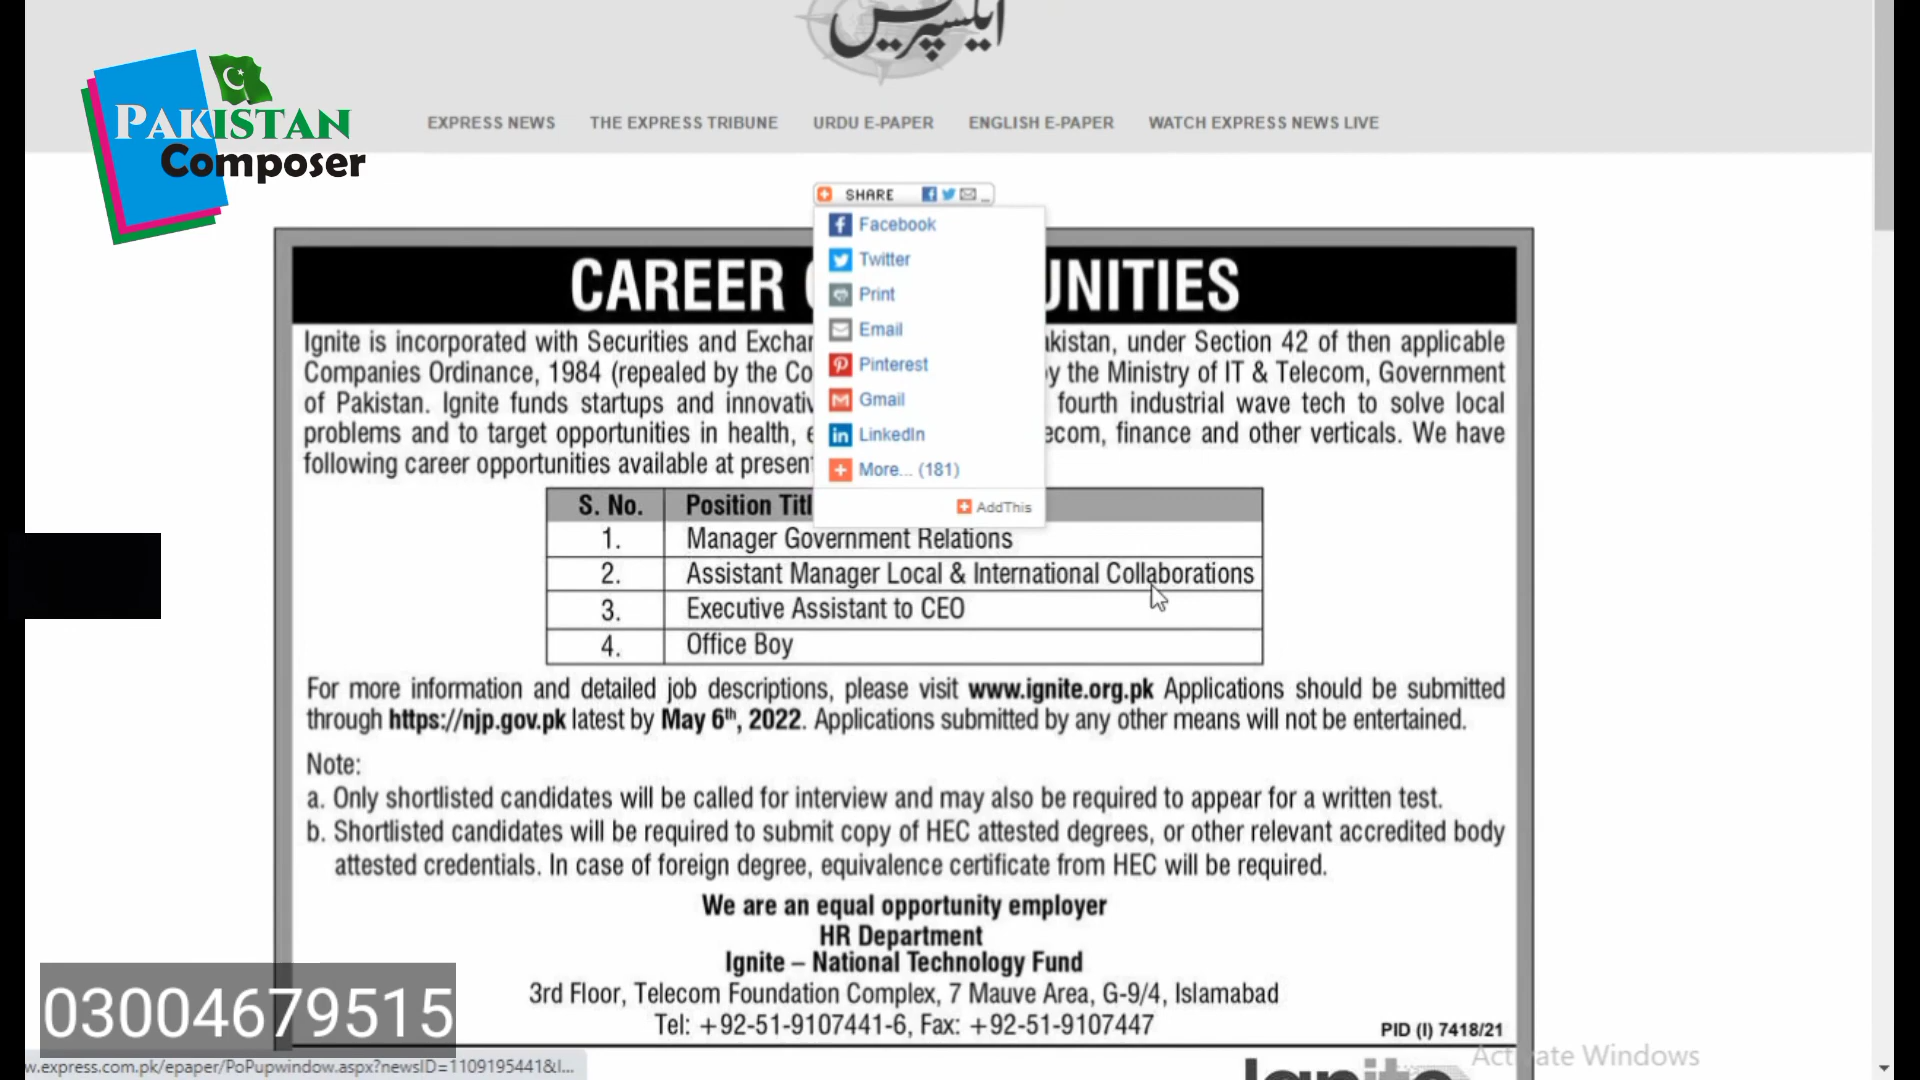 ایکسپریس
PAKISTAN
Composer
EXPRESS NEWS THE EXPRESS TRIBUNE URDU E-PAPER ENGLISH E-PAPER WATCH EXPRESS NEWS LIVE
SHARE
Facebook
Twitter
Print
Email
Pinterest
Gmail
LinkedIn
More... (181)
AddThis
CAREER UNITIES
Ignite is incorporated with Securities and Exchan kistan, under Section 42 of then applicable
Companies Ordinance, 1984 (repealed by the Co y the Ministry of IT & Telecom, Government
of Pakistan. Ignite funds startups and innovativ fourth industrial wave tech to solve local
problems and to target opportunities in health, e ecom, finance and other verticals. We have
following career opportunities available at present
S. No. Position Titl
1. Manager Government Relations
2. Assistant Manager Local & International Collaborations
3. Executive Assistant to CEO
4. Office Boy
For more information and detailed job descriptions, please visit www.ignite.org.pk Applications should be submitted
through https://njp.gov.pk latest by May 6th, 2022. Applications submitted by any other means will not be entertained.
Note:
a. Only shortlisted candidates will be called for interview and may also be required to appear for a written test.
b. Shortlisted candidates will be required to submit copy of HEC attested degrees, or other relevant accredited body
attested credentials. In case of foreign degree, equivalence certificate from HEC will be required.
We are an equal opportunity employer
HR Department
Ignite – National Technology Fund
3rd Floor, Telecom Foundation Complex, 7 Mauve Area, G-9/4, Islamabad
Tel: +92-51-9107441-6, Fax: +92-51-9107447
PID (I) 7418/21
03004679515
w.express.com.pk/epaper/PoPupwindow.aspx?newsID=1109195441&I...
Activate Windows
Ignite